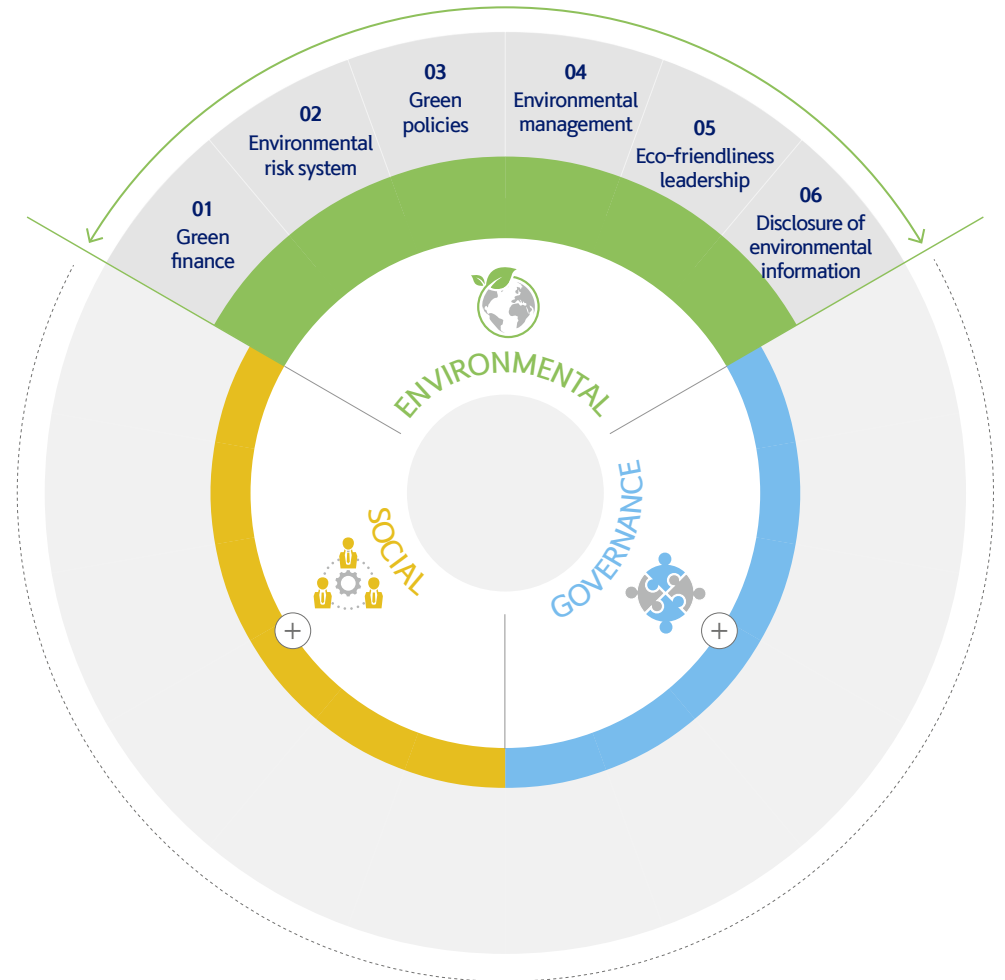 01
Green
finance
02
Environmental
risk system
03
Green
policies
04
Environmental
management
05
Eco-friendliness
leadership
06
Disclosure of
environmental
information
ENVIRONMENTAL
SOCIAL
GOVERNANCE